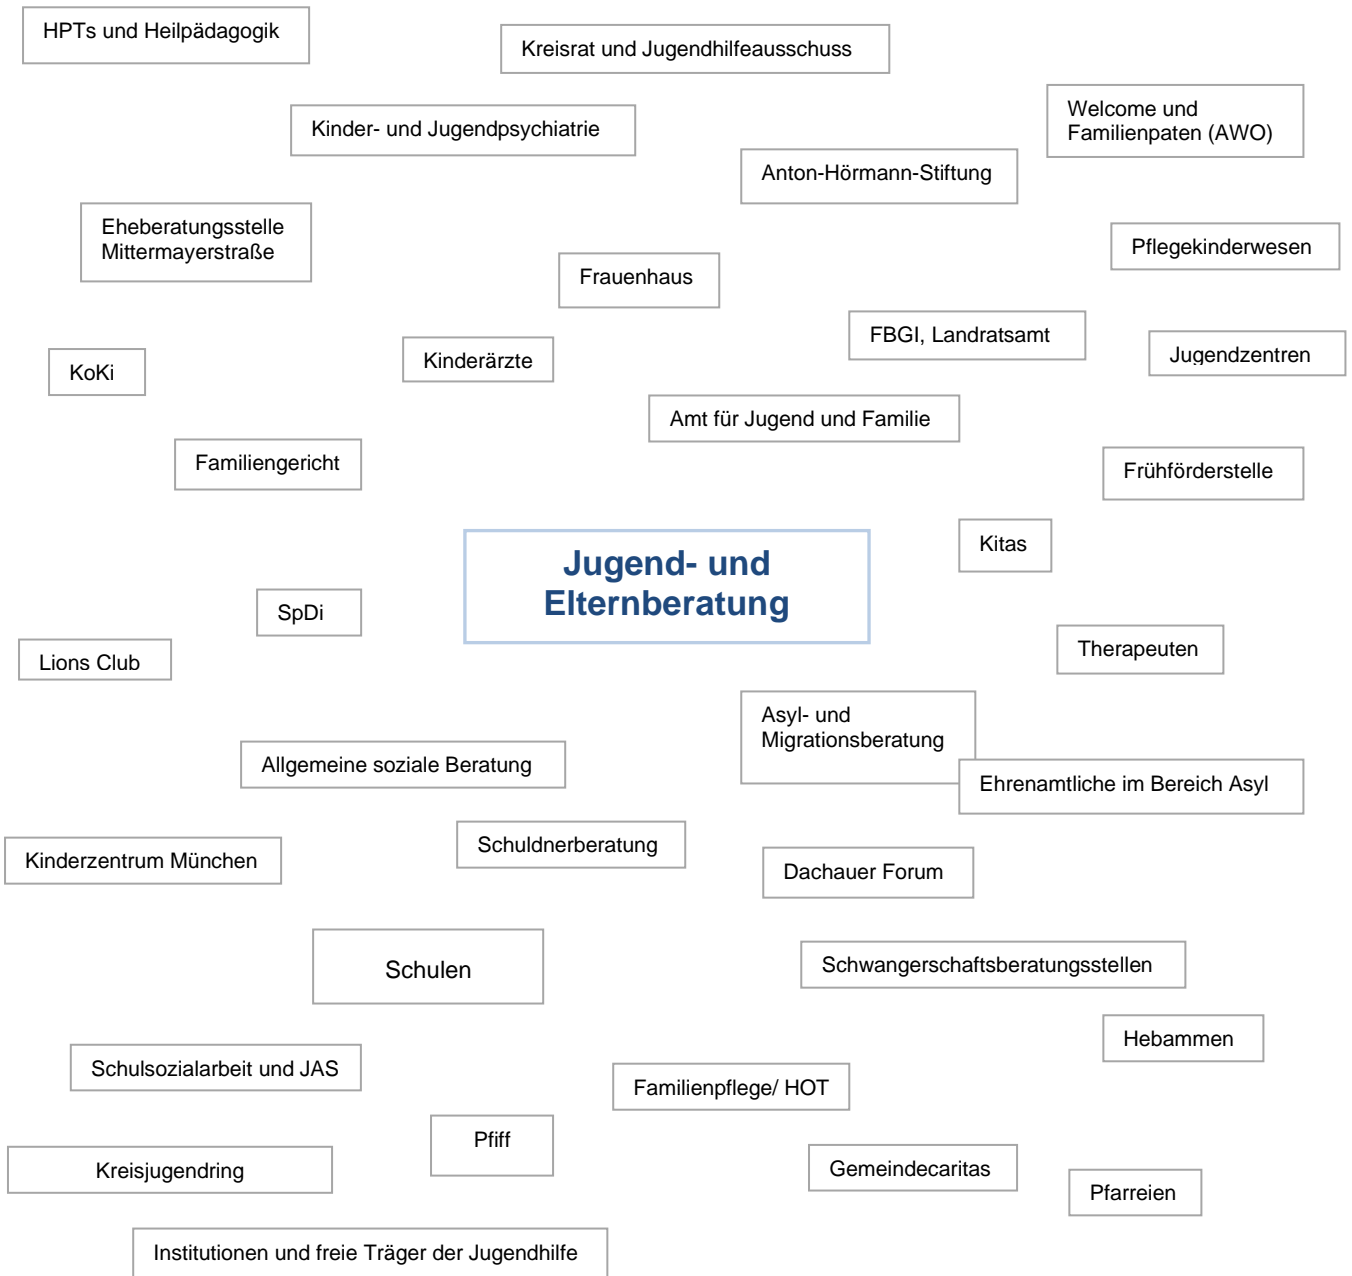 HPTs und Heilpädagogik
Kreisrat und Jugendhilfeausschuss
Kinder- und Jugendpsychiatrie
Welcome und
Familienpaten (AWO)
Anton-Hörmann-Stiftung
Eheberatungsstelle
Mittermayerstraße
Pflegekinderwesen
Frauenhaus
FBGI, Landratsamt
Jugendzentren
Kinderärzte
KoKi
Amt für Jugend und Familie
Familiengericht
Frühförderstelle
Kitas
Jugend- und
Elternberatung
SpDi
Lions Club
Therapeuten
Asyl- und
Migrationsberatung
Allgemeine soziale Beratung
Ehrenamtliche im Bereich Asyl
Schuldnerberatung
Kinderzentrum München
Dachauer Forum
Schulen
Schwangerschaftsberatungsstellen
Hebammen
Schulsozialarbeit und JAS
Familienpflege/ HOT
Pfiff
Kreisjugendring
Gemeindecaritas
Pfarreien
Institutionen und freie Träger der Jugendhilfe